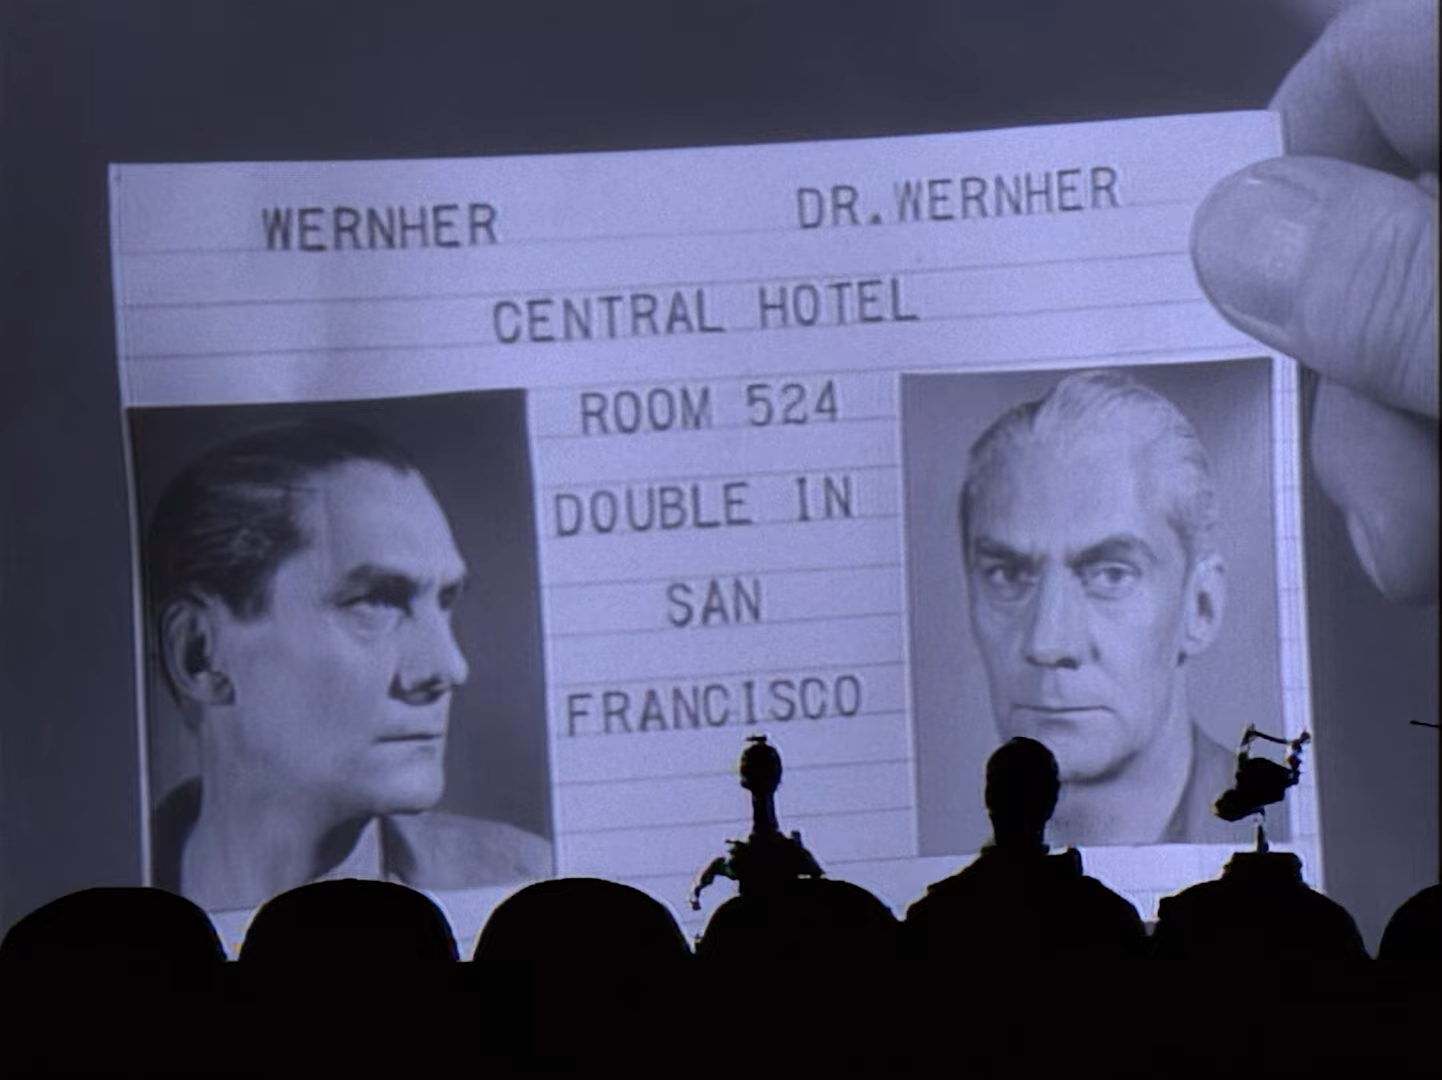 WERNHER DR. WERNHER
CENTRAL HOTEL
ROOM 524
DOUBLE IN
SAN
FRANCISCO